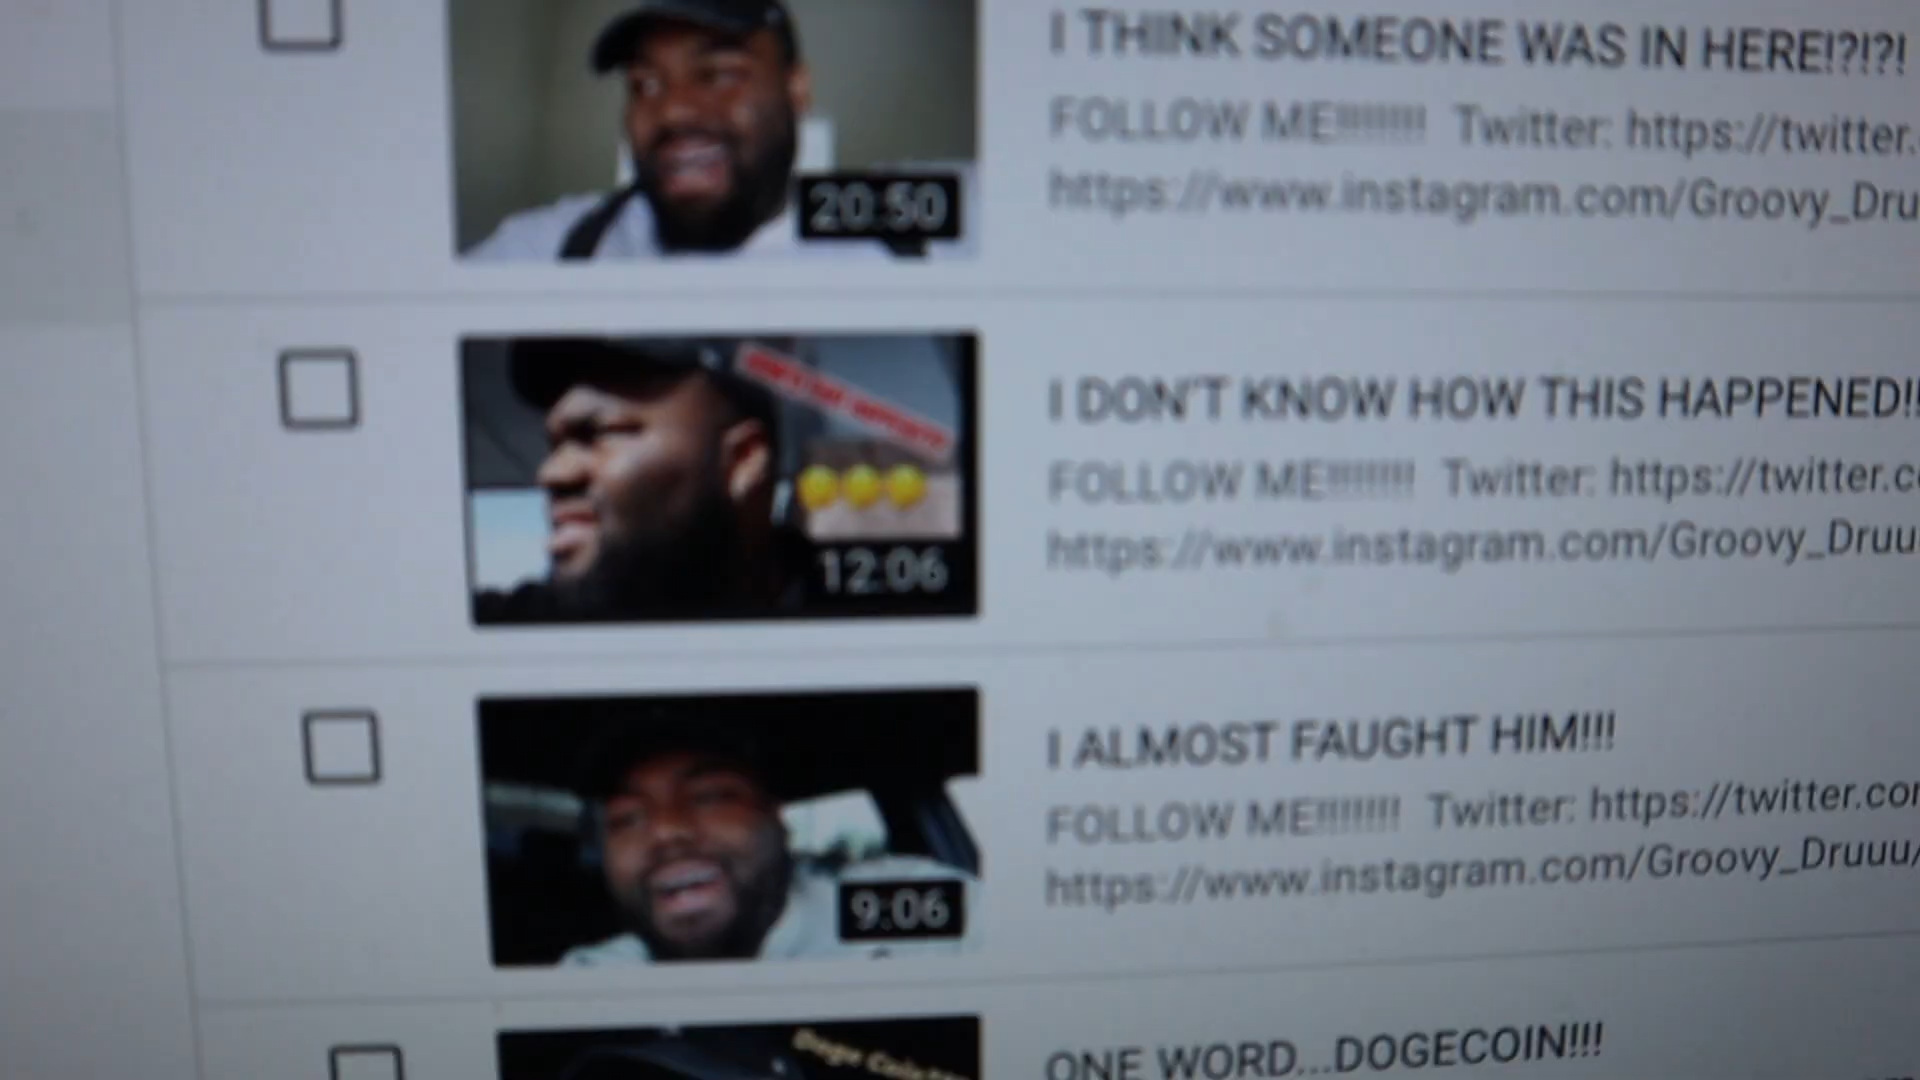 I THINK SOMEONE WAS IN HERE!?!?!
FOLLOW ME!!!!!!!! Twitter: https://twitter.
https://www.instagram.com/Groovy_Dru
20:50
I DON'T KNOW HOW THIS HAPPENED!!
FOLLOW ME!!!!!!!! Twitter: https://twitter.c
https://www.instagram.com/Groovy_Druu
12:06
I ALMOST FAUGHT HIM!!!
FOLLOW ME!!!!!!!! Twitter: https://twitter.com
https://www.instagram.com/Groovy_Druuu/
9:06
Doge
ONE WORD...DOGECOIN!!!